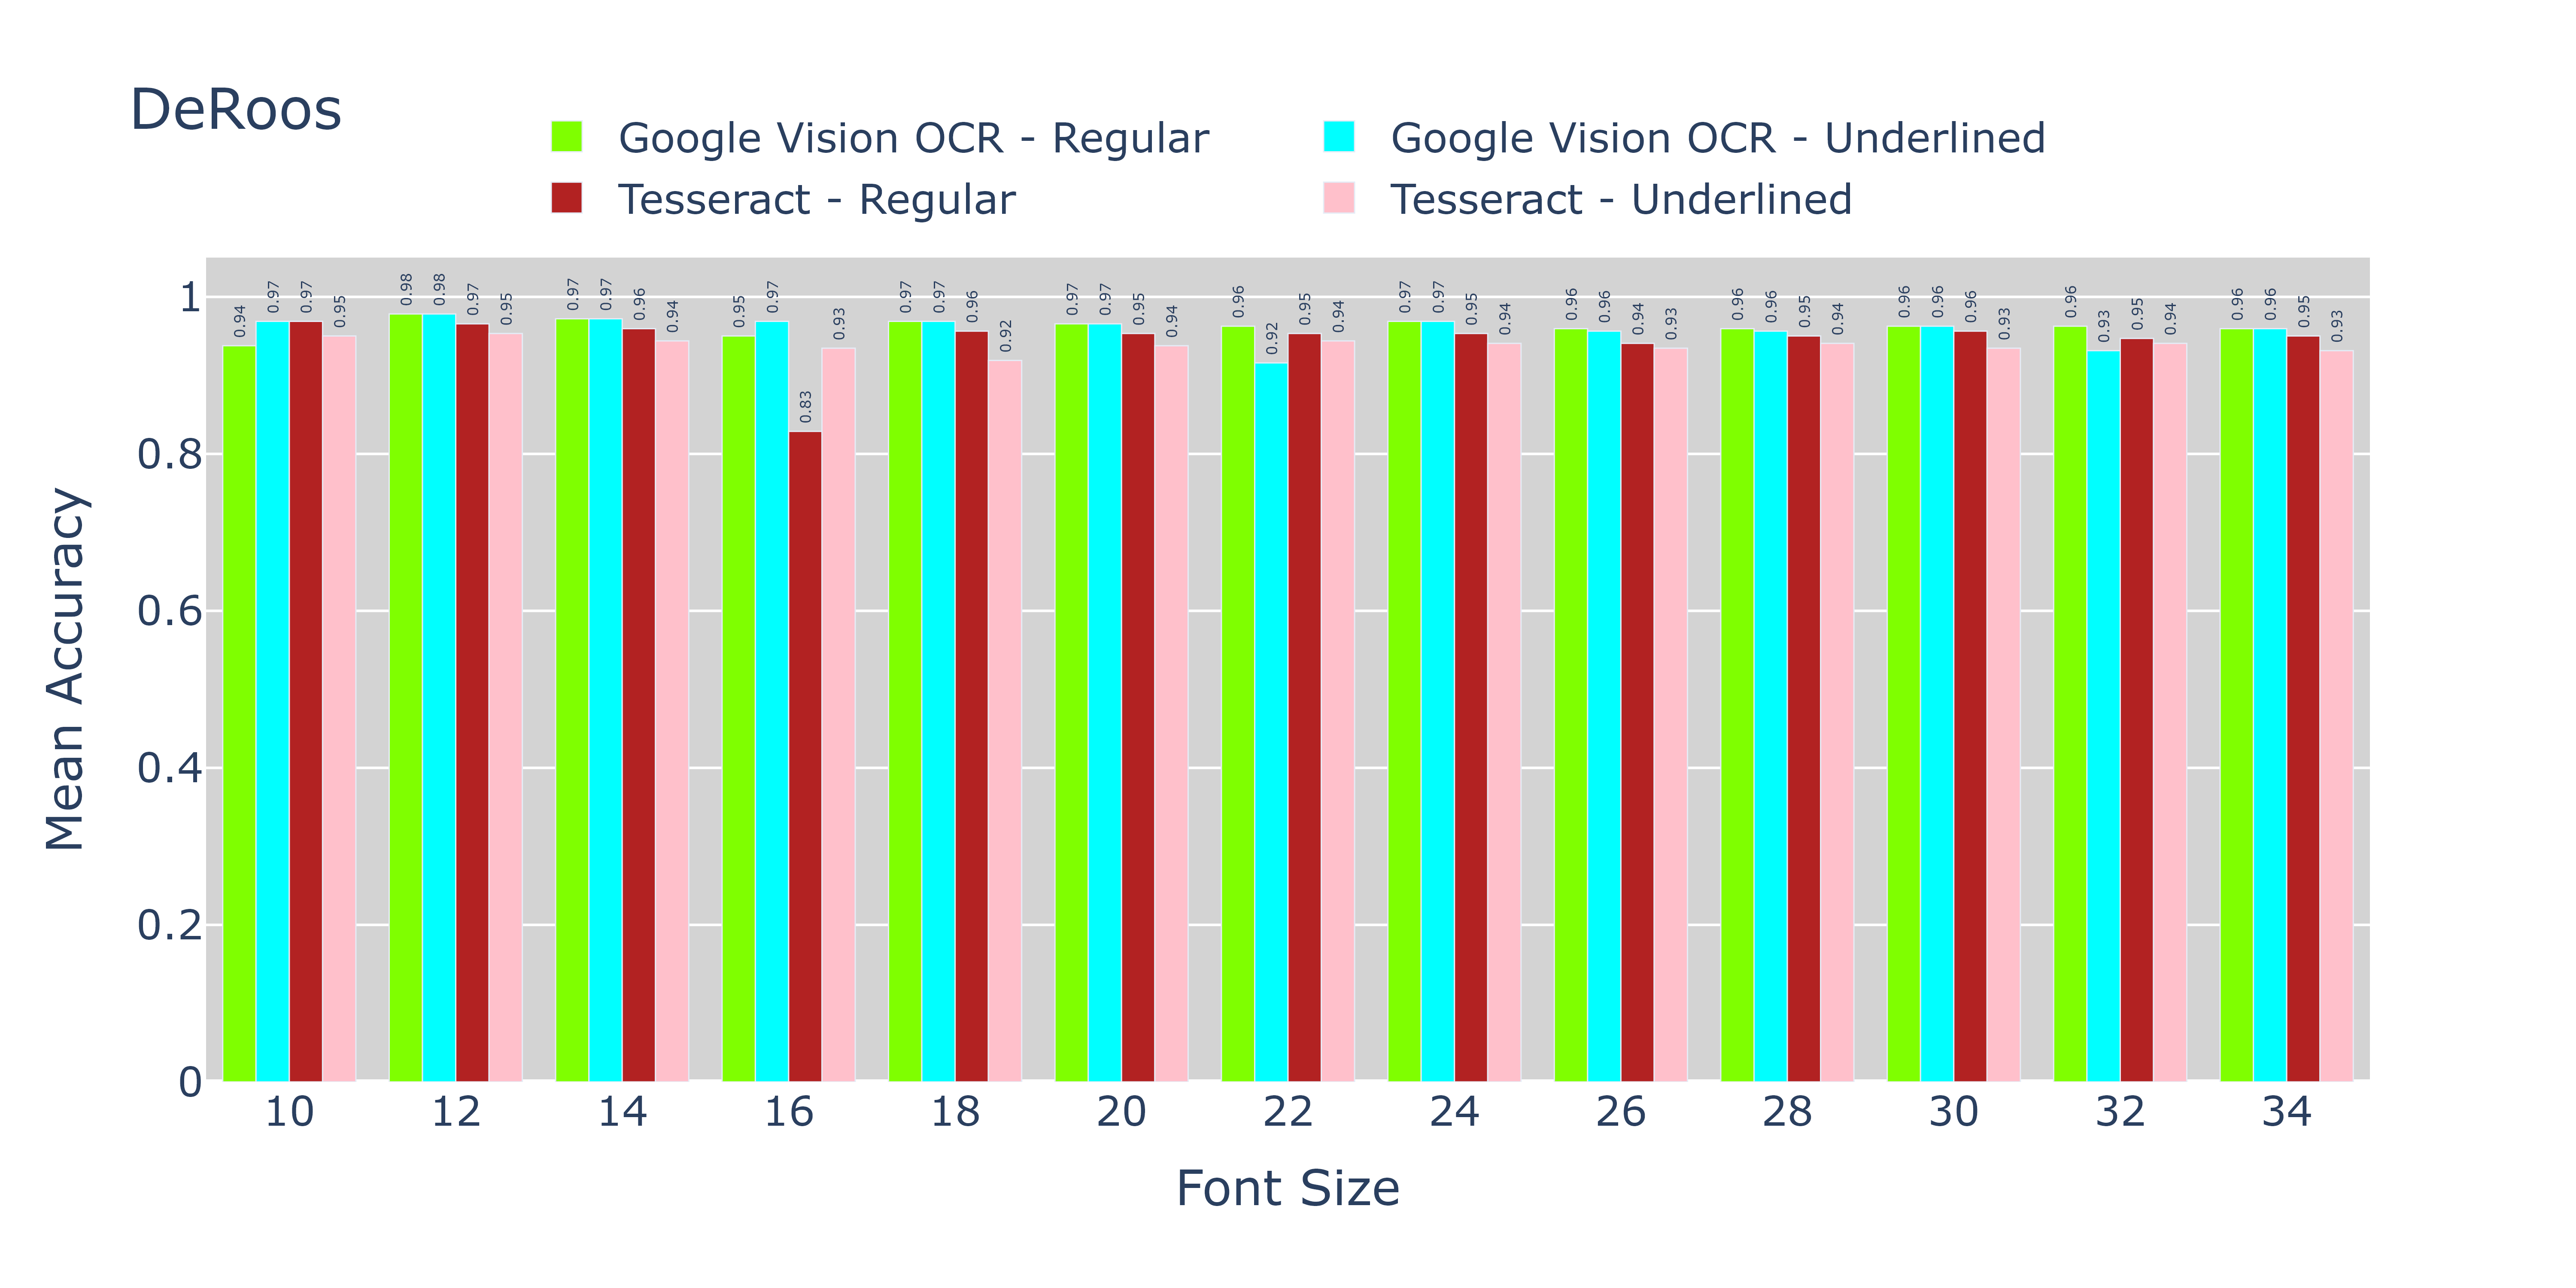 DeRoos
Google Vision OCR - Regular
Google Vision OCR - Underlined
Tesseract - Regular
Tesseract - Underlined
Mean Accuracy
1
0.8
0.6
0.4
0.2
0
0.94 0.97 0.97 0.95
0.98 0.98 0.97 0.95
0.97 0.97 0.96 0.94
0.95 0.97 0.83 0.93
0.97 0.97 0.96 0.92
0.97 0.97 0.95 0.94
0.96 0.92 0.95 0.94
0.97 0.97 0.95 0.94
0.96 0.96 0.94 0.93
0.96 0.96 0.95 0.94
0.96 0.96 0.96 0.93
0.96 0.93 0.95 0.94
0.96 0.96 0.95 0.93
10 12 14 16 18 20 22 24 26 28 30 32 34
Font Size